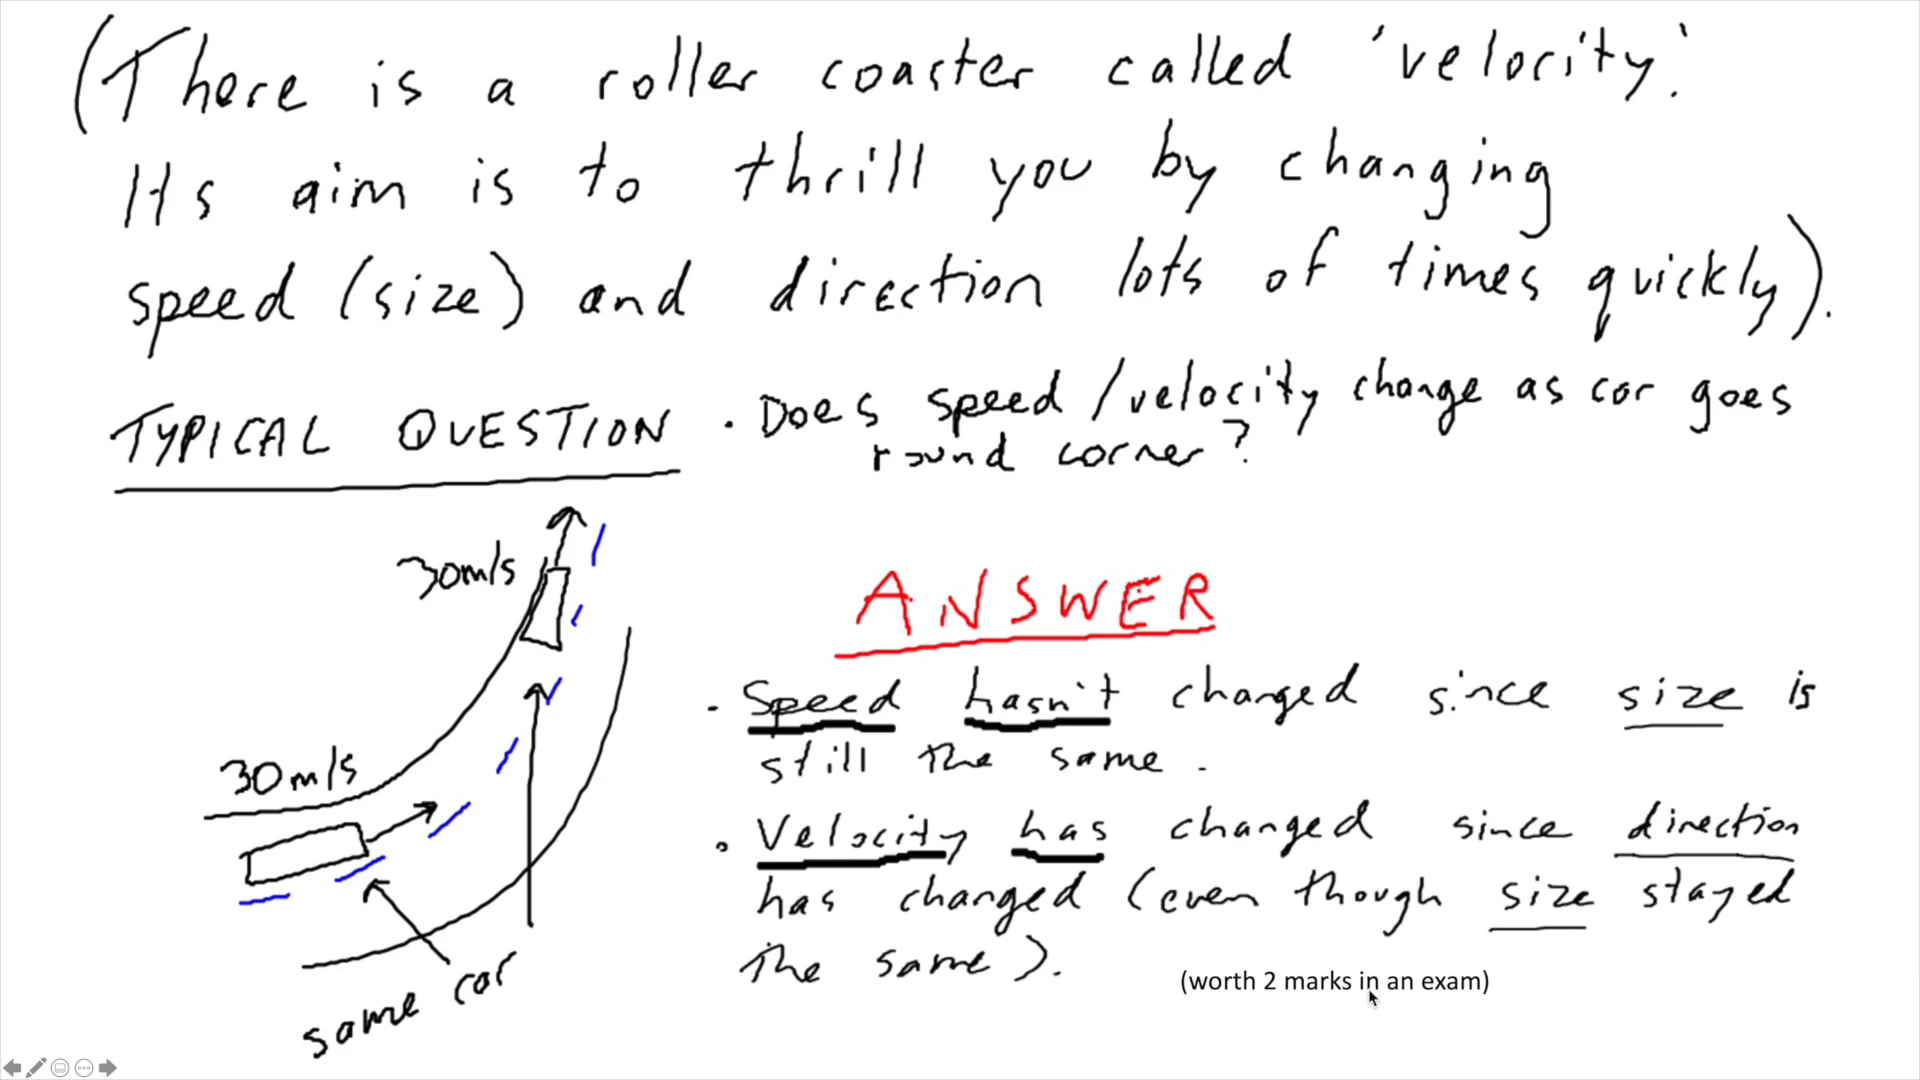 (There is a roller coaster called 'velocity'.
Its aim is to thrill you by changing
speed (size) and direction lots of times quickly).
TYPICAL QUESTION
• Does speed/velocity change as car goes
round corner?
30m/s
30m/s
same car
ANSWER
• Speed hasn't changed since size is
still the same.
• Velocity has changed since direction
has changed (even though size stayed
the same).
(worth 2 marks in an exam)